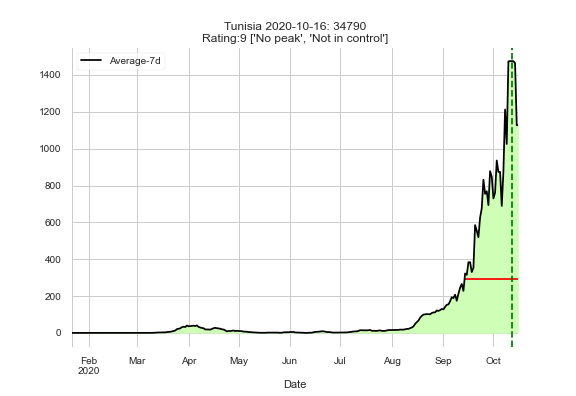 Tunisia 2020-10-16: 34790
Rating:9 ['No peak', 'Not in control']
Average-7d
1400
1200
1000
800
600
400
200
0
Feb Mar Apr May Jun Jul Aug Sep Oct
2020
Date